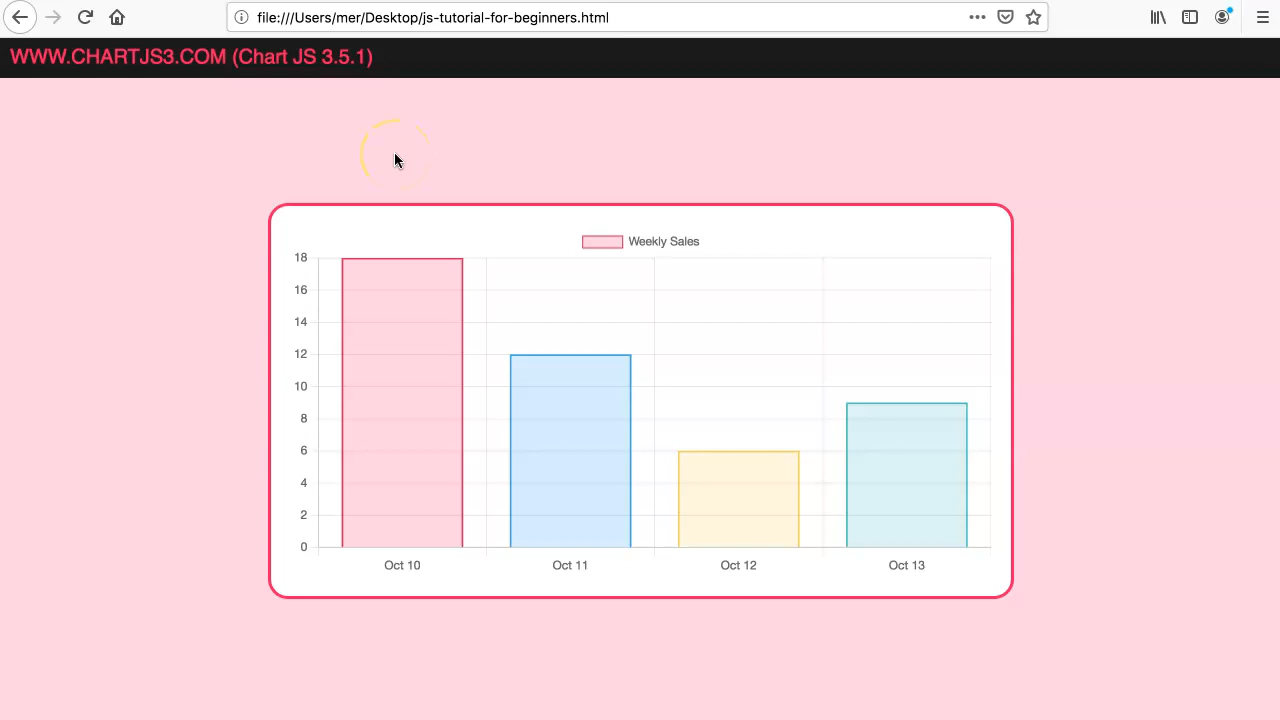 file:///Users/mer/Desktop/js-tutorial-for-beginners.html
WWW.CHARTJS3.COM (Chart JS 3.5.1)
Weekly Sales
18
16
14
12
10
8
6
4
2
0
Oct 10 Oct 11 Oct 12 Oct 13